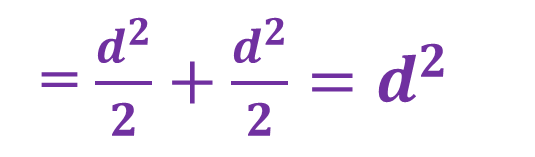 = d²/2 + d²/2 = d²